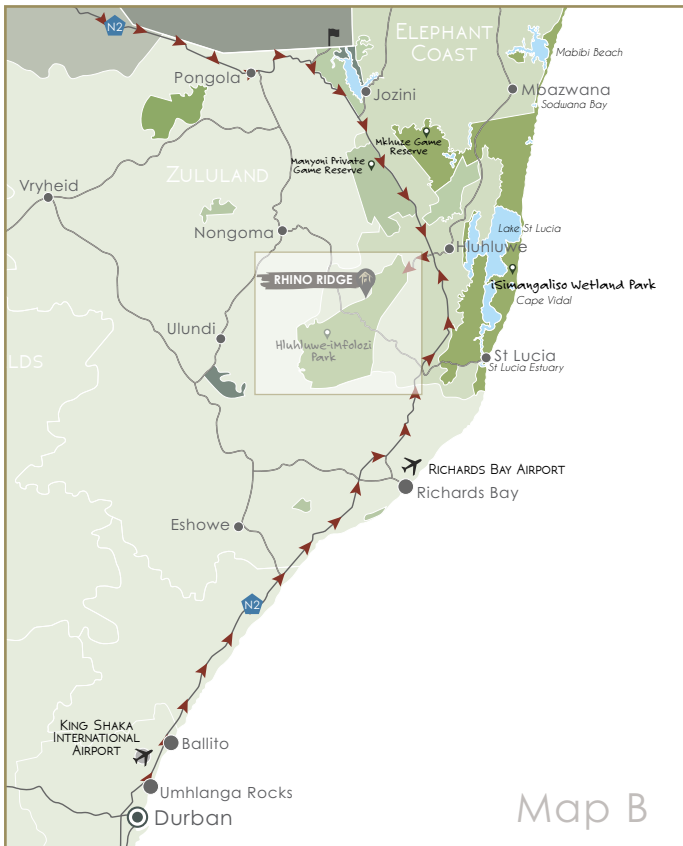 N2
ELEPHANT
COAST
Mabibi Beach
Pongola
Jozini
Mbazwana
Sodwana Bay
Mkhuze Game
Reserve
Manyoni Private
Game Reserve
ZULULAND
Vryheid
Nongoma
Lake St Lucia
Hluhluwe
RHINO RIDGE
iSimangaliso Wetland Park
Cape Vidal
Ulundi
Hluhluwe-iMfolozi
Park
LDS
St Lucia
St Lucia Estuary
RICHARDS BAY AIRPORT
Richards Bay
Eshowe
N2
KING SHAKA
INTERNATIONAL
AIRPORT
Ballito
Umhlanga Rocks
Durban
Map B